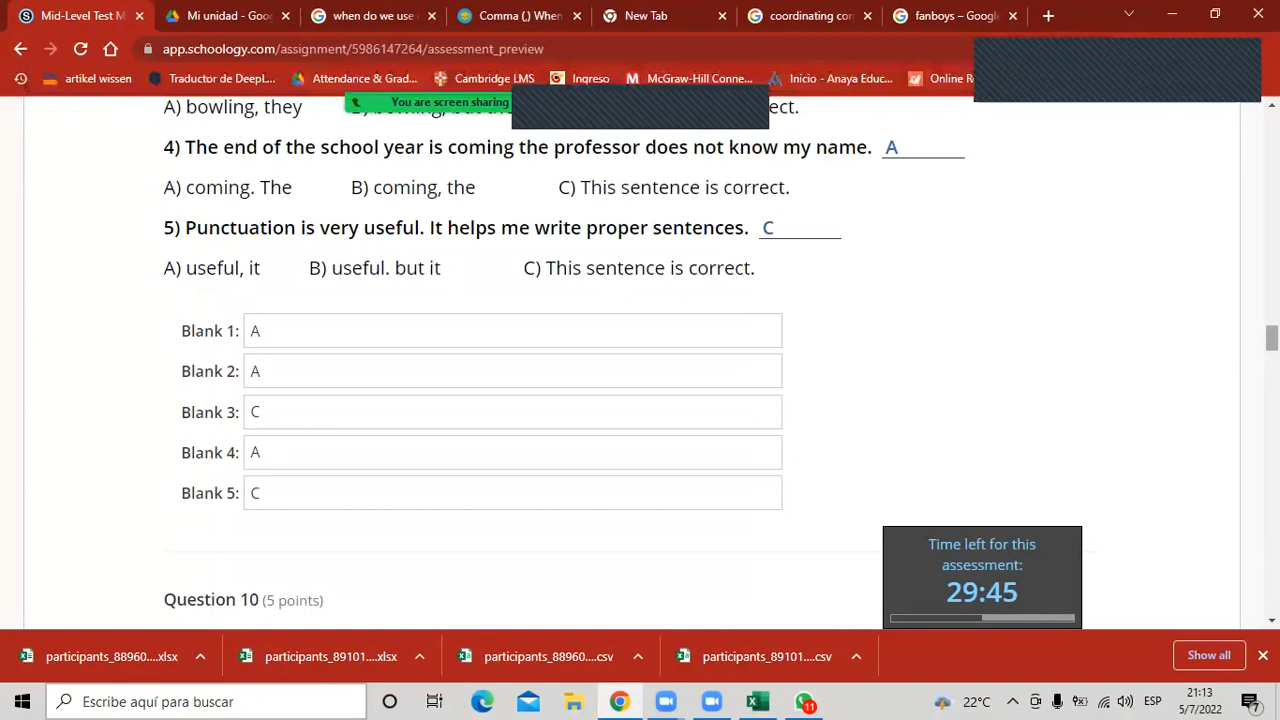 Mid-Level Test M
Mi unidad - Goo
when do we use
Comma (,) When
New Tab
coordinating con
fanboys – Google
app.schoology.com/assignment/5986147264/assessment_preview
artikel wissen
Traductor de DeepL...
Attendance & Grad...
Cambridge LMS
Ingreso
McGraw-Hill Conne...
Inicio - Anaya Educ...
Online Re
You are screen sharing
A) bowling, they
ect.
4) The end of the school year is coming the professor does not know my name. A
A) coming. The B) coming, the C) This sentence is correct.
5) Punctuation is very useful. It helps me write proper sentences. C
A) useful, it B) useful. but it C) This sentence is correct.
Blank 1: A
Blank 2: A
Blank 3: C
Blank 4: A
Blank 5: C
Time left for this
assessment:
29:45
Question 10 (5 points)
participants_88960....xlsx
participants_89101....xlsx
participants_88960....csv
participants_89101....csv
Show all
Escribe aquí para buscar
11
22°C
ESP
21:13
5/7/2022
7